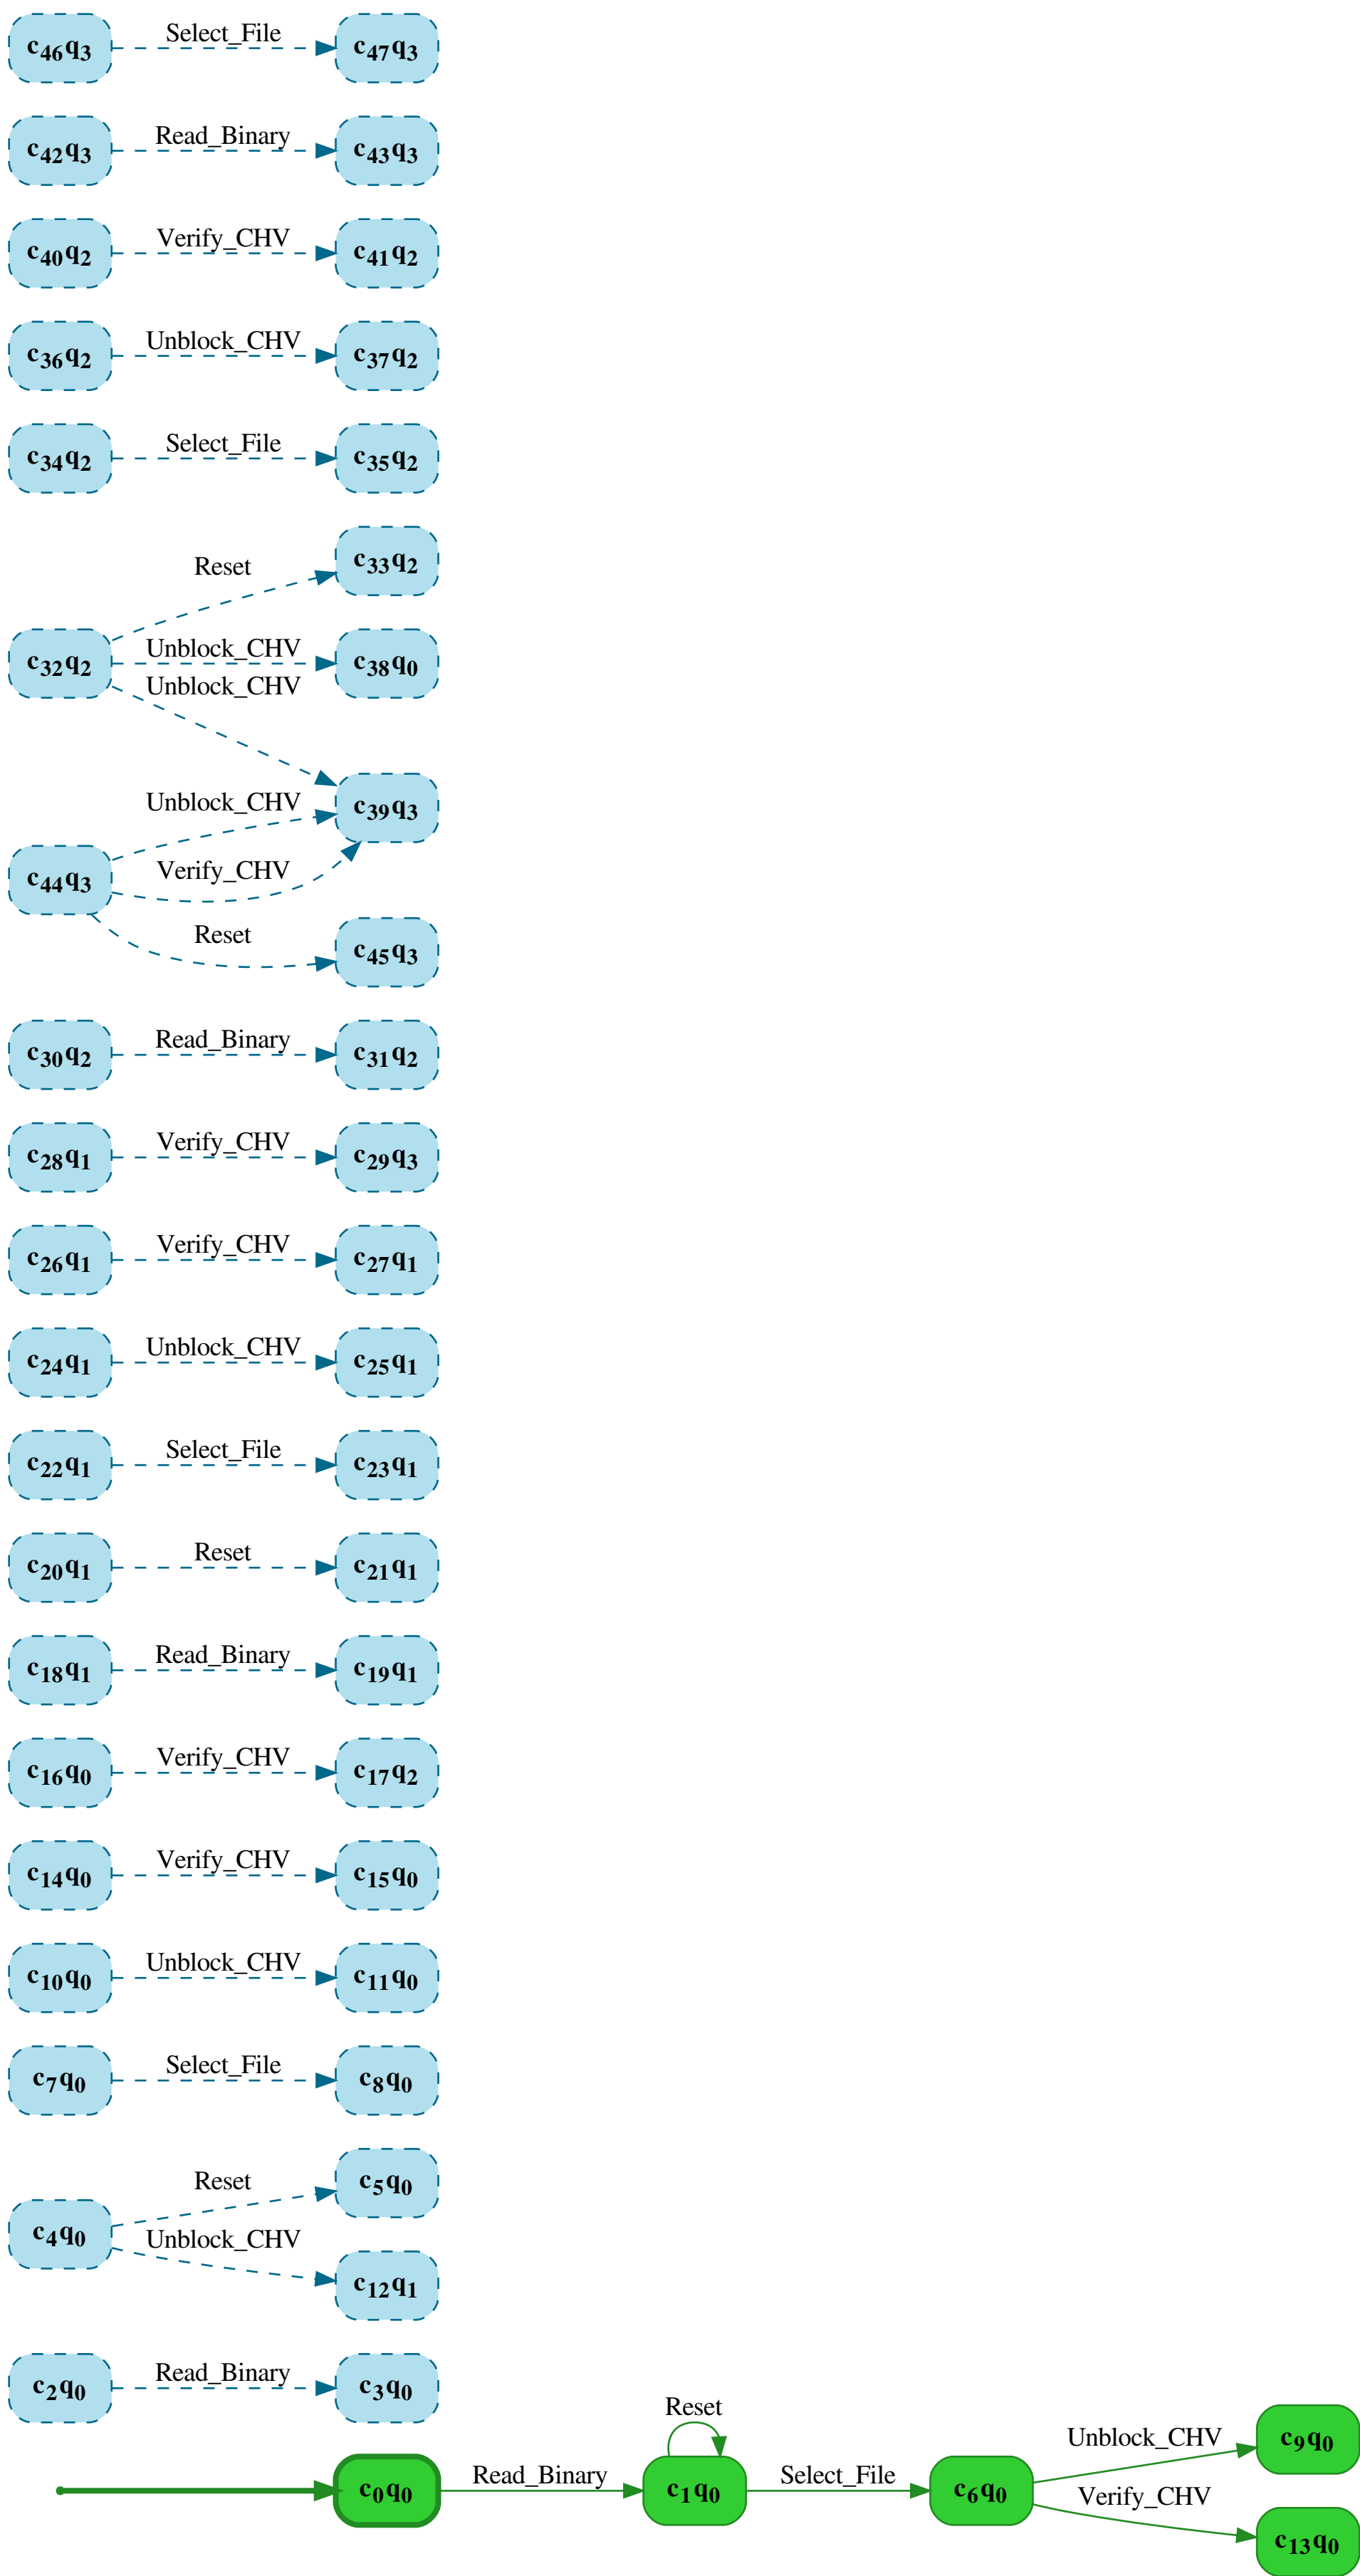 c46q3 Select_File c47q3
c42q3 Read_Binary c43q3
c40q2 Verify_CHV c41q2
c36q2 Unblock_CHV c37q2
c34q2 Select_File c35q2
Reset c33q2
c32q2 Unblock_CHV c38q0
Unblock_CHV
Unblock_CHV c39q3
c44q3 Verify_CHV
Reset c45q3
c30q2 Read_Binary c31q2
c28q1 Verify_CHV c29q3
c26q1 Verify_CHV c27q1
c24q1 Unblock_CHV c25q1
c22q1 Select_File c23q1
c20q1 Reset c21q1
c18q1 Read_Binary c19q1
c16q0 Verify_CHV c17q2
c14q0 Verify_CHV c15q0
c10q0 Unblock_CHV c11q0
c7q0 Select_File c8q0
Reset c5q0
c4q0 Unblock_CHV
c12q1
c2q0 Read_Binary c3q0
Reset
Unblock_CHV c9q0
c0q0 Read_Binary c1q0 Select_File c6q0
Verify_CHV
c13q0